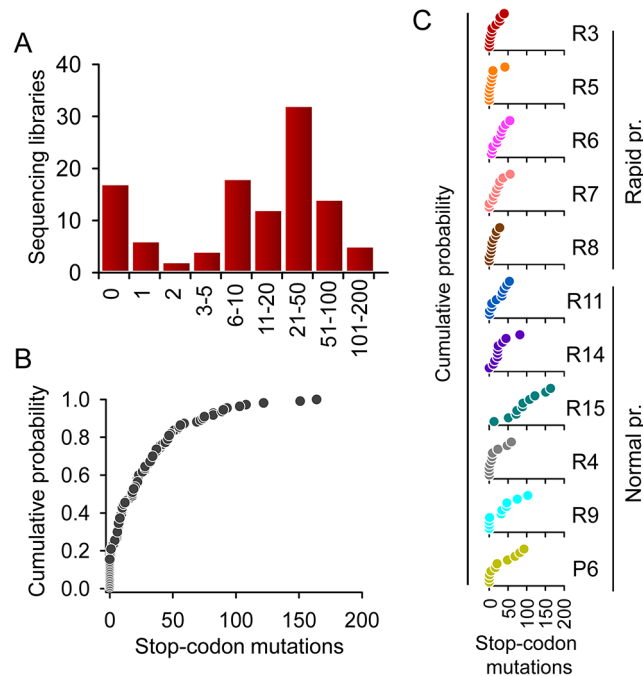 A
Sequencing libraries
40
30
20
10
0
0
1
2
3-5
6-10
11-20
21-50
51-100
101-200
B
Cumulative probability
1.0
0.8
0.6
0.4
0.2
0.0
0
50
100
150
200
Stop-codon mutations
C
Cumulative probability
R3
R5
R6
R7
R8
R11
R14
R15
R4
R9
P6
Rapid pr.
Normal pr.
0
50
100
150
200
Stop-codon
mutations